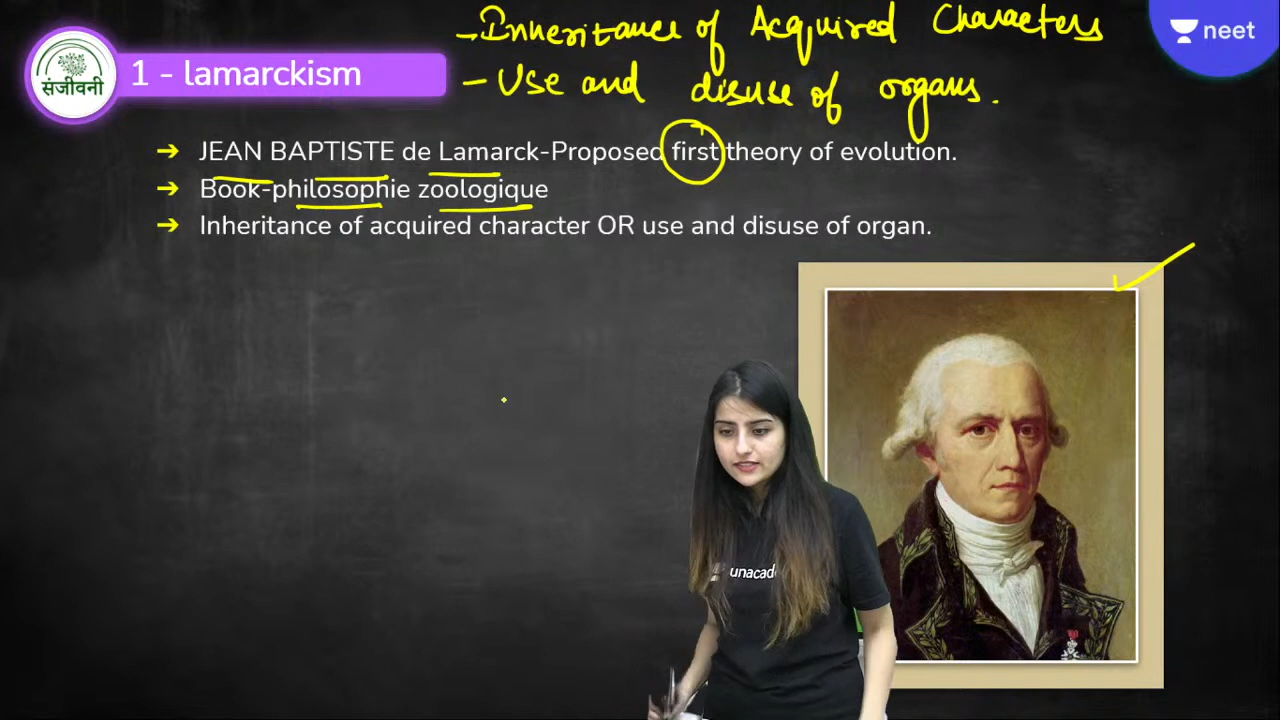 -Inheritance of Acquired Characters
- Use and disuse of organs.
neet
संजीवनी
1 - lamarckism
➔ JEAN BAPTISTE de Lamarck-Proposed first theory of evolution.
➔ Book-philosophie zoologique
➔ Inheritance of acquired character OR use and disuse of organ.
unacad